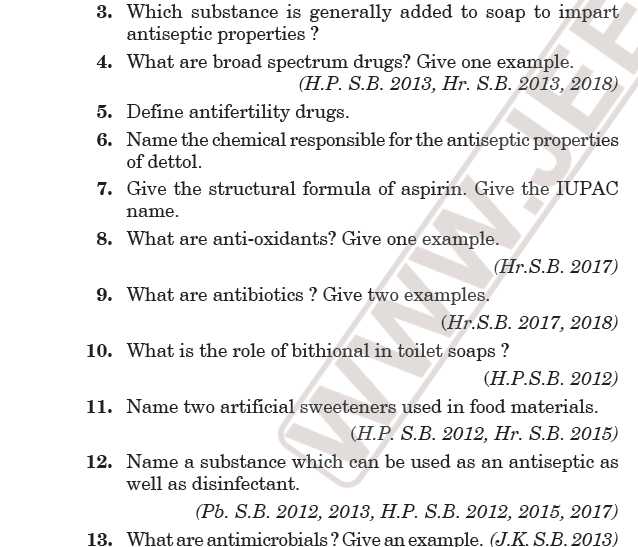 3. Which substance is generally added to soap to impart
antiseptic properties ?
4. What are broad spectrum drugs? Give one example.
(H.P. S.B. 2013, Hr. S.B. 2013, 2018)
5. Define antifertility drugs.
6. Name the chemical responsible for the antiseptic properties
of dettol.
7. Give the structural formula of aspirin. Give the IUPAC
name.
8. What are anti-oxidants? Give one example.
(Hr.S.B. 2017)
9. What are antibiotics ? Give two examples.
(Hr.S.B. 2017, 2018)
10. What is the role of bithional in toilet soaps ?
(H.P.S.B. 2012)
11. Name two artificial sweeteners used in food materials.
(H.P. S.B. 2012, Hr. S.B. 2015)
12. Name a substance which can be used as an antiseptic as
well as disinfectant.
(Pb. S.B. 2012, 2013, H.P. S.B. 2012, 2015, 2017)
13. What are antimicrobials ? Give an example. (J.K. S.B. 2013)
WWW.JEE